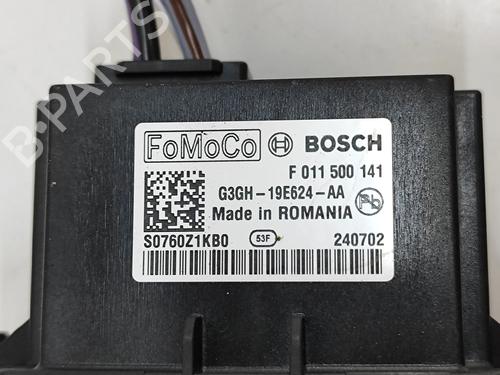 FoMoCo BOSCH
F 011 500 141
G3GH-19E624-AA
Made in ROMANIA Pb
S0760Z1KB0 53F 240702
B-PARTS